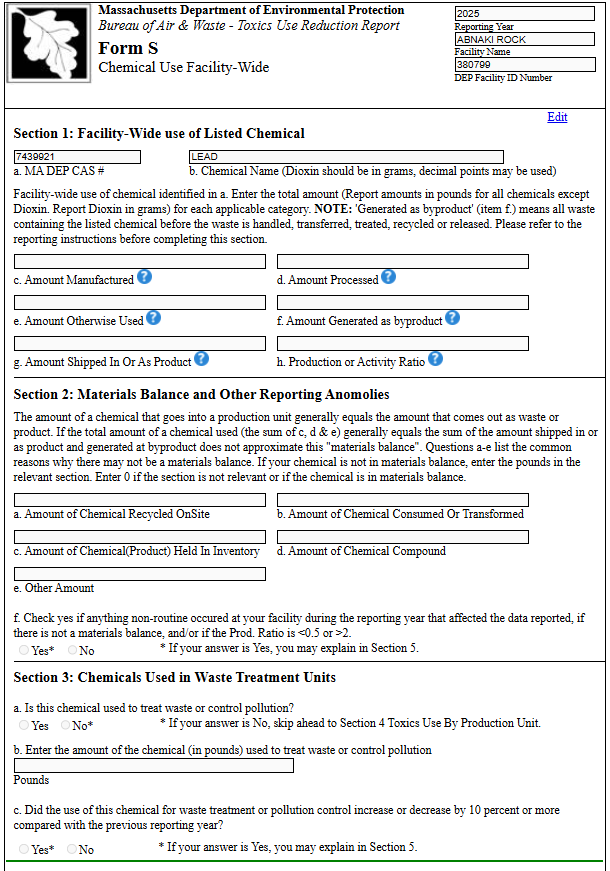 Massachusetts Department of Environmental Protection
Bureau of Air & Waste - Toxics Use Reduction Report
Form S
Chemical Use Facility-Wide
2025
Reporting Year
ABNAKI ROCK
Facility Name
380799
DEP Facility ID Number
Edit
Section 1: Facility-Wide use of Listed Chemical
7439921
LEAD
a. MA DEP CAS #
b. Chemical Name (Dioxin should be in grams, decimal points may be used)
Facility-wide use of chemical identified in a. Enter the total amount (Report amounts in pounds for all chemicals except
Dioxin. Report Dioxin in grams) for each applicable category. NOTE: 'Generated as byproduct' (item f.) means all waste
containing the listed chemical before the waste is handled, transferred, treated, recycled or released. Please refer to the
reporting instructions before completing this section.
c. Amount Manufactured ?
d. Amount Processed ?
e. Amount Otherwise Used ?
f. Amount Generated as byproduct ?
g. Amount Shipped In Or As Product ?
h. Production or Activity Ratio ?
Section 2: Materials Balance and Other Reporting Anomolies
The amount of a chemical that goes into a production unit generally equals the amount that comes out as waste or
product. If the total amount of a chemical used (the sum of c, d & e) generally equals the sum of the amount shipped in or
as product and generated at byproduct does not approximate this "materials balance". Questions a-e list the common
reasons why there may not be a materials balance. If your chemical is not in materials balance, enter the pounds in the
relevant section. Enter 0 if the section is not relevant or if the chemical is in materials balance.
a. Amount of Chemical Recycled OnSite
b. Amount of Chemical Consumed Or Transformed
c. Amount of Chemical(Product) Held In Inventory
d. Amount of Chemical Compound
e. Other Amount
f. Check yes if anything non-routine occured at your facility during the reporting year that affected the data reported, if
there is not a materials balance, and/or if the Prod. Ratio is <0.5 or >2.
Yes* No * If your answer is Yes, you may explain in Section 5.
Section 3: Chemicals Used in Waste Treatment Units
a. Is this chemical used to treat waste or control pollution?
Yes No* * If your answer is No, skip ahead to Section 4 Toxics Use By Production Unit.
b. Enter the amount of the chemical (in pounds) used to treat waste or control pollution
Pounds
c. Did the use of this chemical for waste treatment or pollution control increase or decrease by 10 percent or more
compared with the previous reporting year?
Yes* No * If your answer is Yes, you may explain in Section 5.